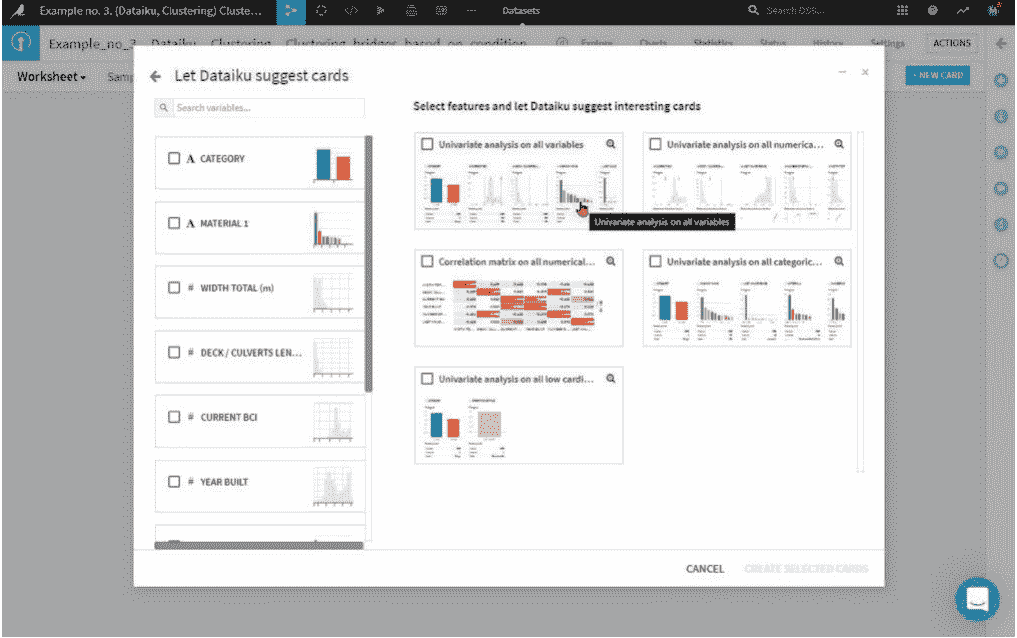 Example no. 3. (Dataiku, Clustering) Cluste...
Datasets
Search DSS...
Example_no_3__Dataiku__Clustering__Clustering_bridges_based_on_condition
Explore
Charts
Statistics
Status
History
Settings
ACTIONS
Worksheet
+ NEW CARD
Let Dataiku suggest cards
Search variables...
Select features and let Dataiku suggest interesting cards
A CATEGORY
A MATERIAL 1
# WIDTH TOTAL (m)
# DECK / CULVERTS LEN...
# CURRENT BCI
# YEAR BUILT
Univariate analysis on all variables
Univariate analysis on all numerica...
Univariate analysis on all variables
Correlation matrix on all numerical...
Univariate analysis on all categoric...
Univariate analysis on all low cardi...
CANCEL
CREATE SELECTED CARDS